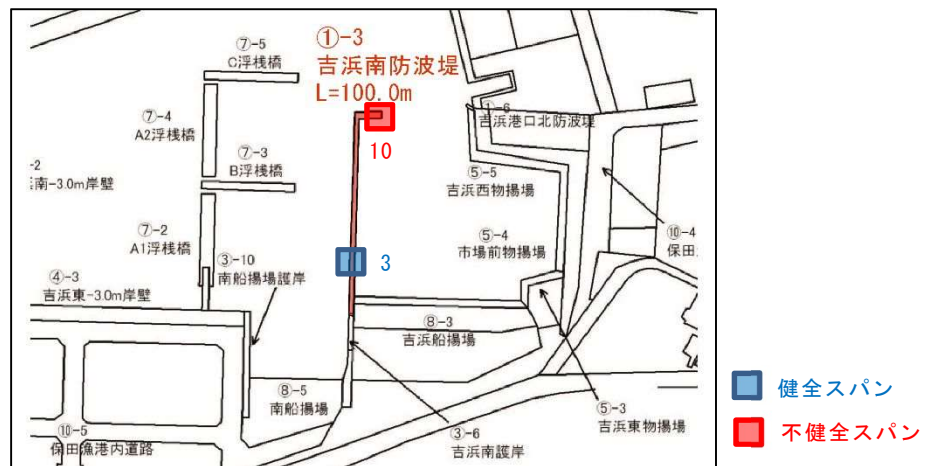 ①-3
吉浜南防波堤
L=100.0m
⑦-5
C浮桟橋
⑦-4
A2浮桟橋
⑦-3
B浮桟橋
10
①-6
吉浜港口北防波堤
-2
南-3.0m岸壁
⑤-5
吉浜西物揚場
⑦-2
A1浮桟橋
③-10
南船揚場護岸
3
⑤-4
市場前物揚場
⑩-4
保田
④-3
吉浜東-3.0m岸壁
⑧-3
吉浜船揚場
⑧-5
南船揚場
⑤-3
吉浜東物揚場
⑩-5
保田漁港内道路
③-6
吉浜南護岸
健全スパン
不健全スパン